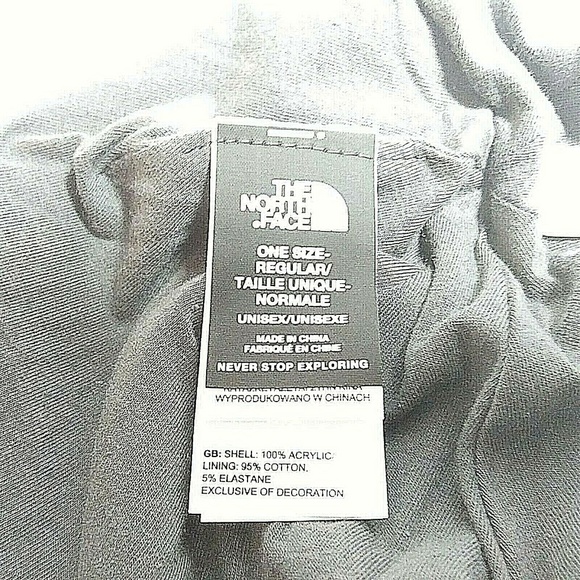 THE
NORTH
FACE
ONE SIZE-
REGULAR/
TAILLE UNIQUE-
NORMALE
UNISEX/UNISEXE
MADE IN CHINA
FABRIQUÉ EN CHINE
NEVER STOP EXPLORING
WYPRODUKOWANO W CHINACH
GB: SHELL: 100% ACRYLIC/
LINING: 95% COTTON,
5% ELASTANE
EXCLUSIVE OF DECORATION